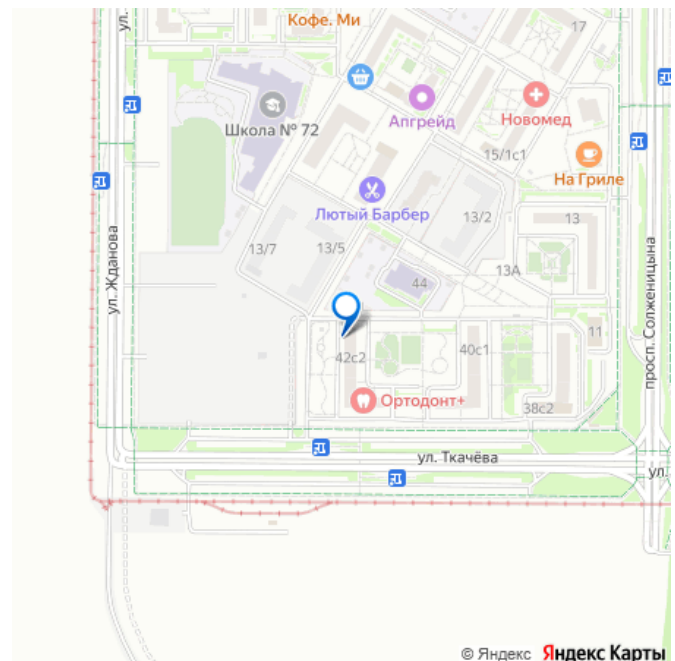 ул.
Кофе. Ми
17
Школа № 72
Апгрейд
Новомед
15/1с1
На Гриле
Лютый Барбер
13/2
13
13/7
13/5
13А
44
ул. Жданова
просп. Солженицына
42с2
40с1
11
Ортодонт+
38с2
ул. Ткачёва
ул.
© Яндекс Яндекс Карты